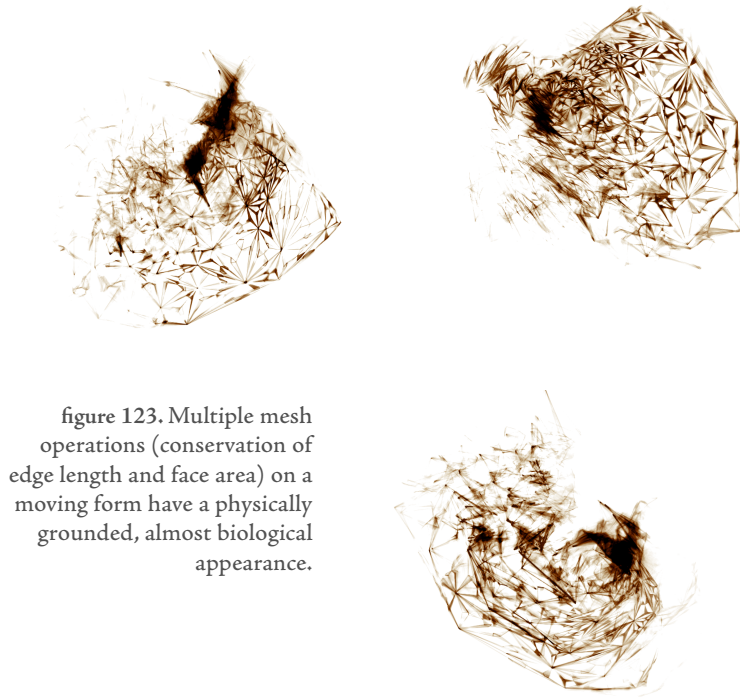 figure 123. Multiple mesh
operations (conservation of
edge length and face area) on a
moving form have a physically
grounded, almost biological
appearance.